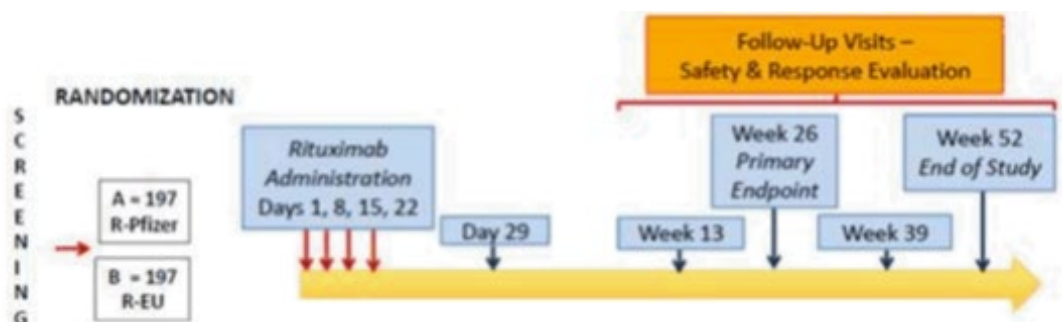 SCREENING
RANDOMIZATION
A = 197
R-Pfizer
B = 197
R-EU
Rituximab
Administration
Days 1, 8, 15, 22
Day 29
Follow-Up Visits –
Safety & Response Evaluation
Week 13
Week 26
Primary
Endpoint
Week 39
Week 52
End of Study